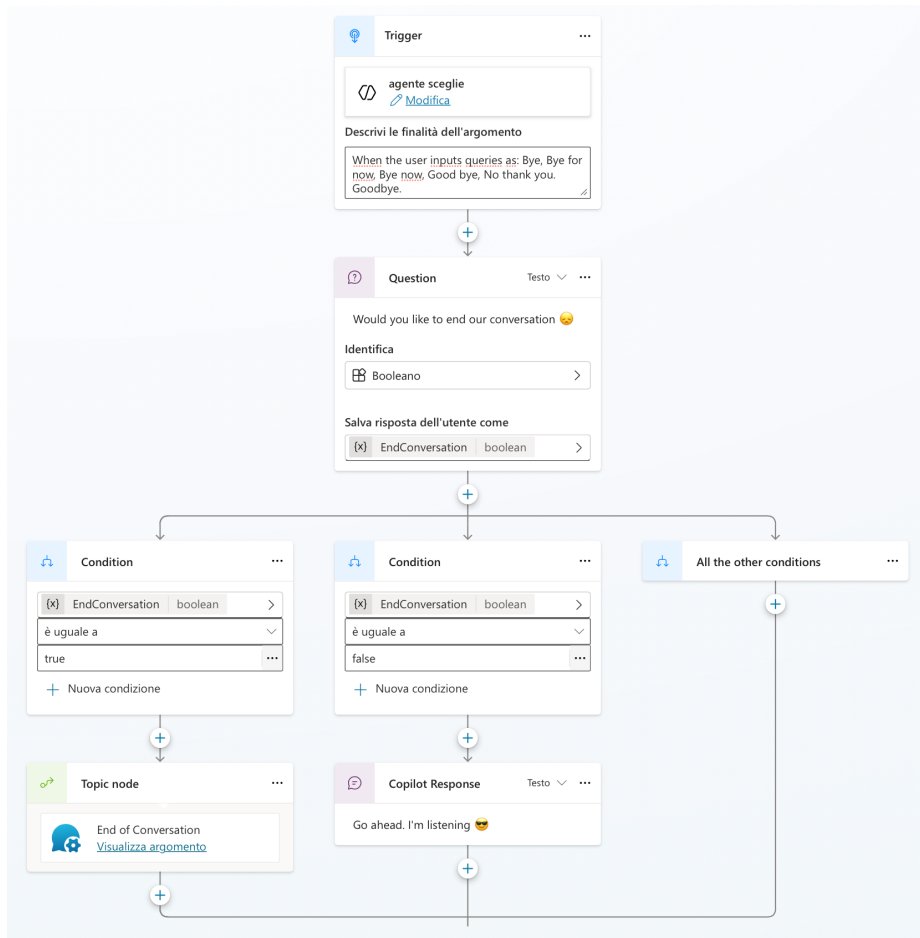 Trigger
agente sceglie
Modifica
Descrivi le finalità dell'argomento
When the user inputs queries as: Bye, Bye for
now, Bye now, Good bye, No thank you.
Goodbye.
Question
Testo
Would you like to end our conversation 😞
Identifica
Booleano
Salva risposta dell'utente come
{x} EndConversation boolean
Condition
{x} EndConversation boolean
è uguale a
true
Nuova condizione
Condition
{x} EndConversation boolean
è uguale a
false
Nuova condizione
All the other conditions
Topic node
End of Conversation
Visualizza argomento
Copilot Response
Testo
Go ahead. I'm listening 😎